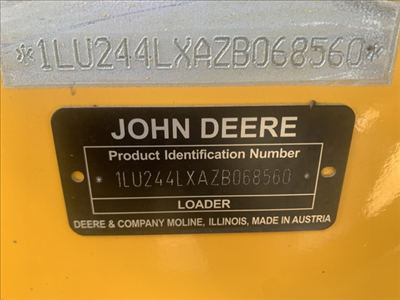 *1LU244LXAZB068560*
JOHN DEERE
Product Identification Number
* 1LU244LXAZB068560 *
LOADER
DEERE & COMPANY MOLINE, ILLINOIS, MADE IN AUSTRIA